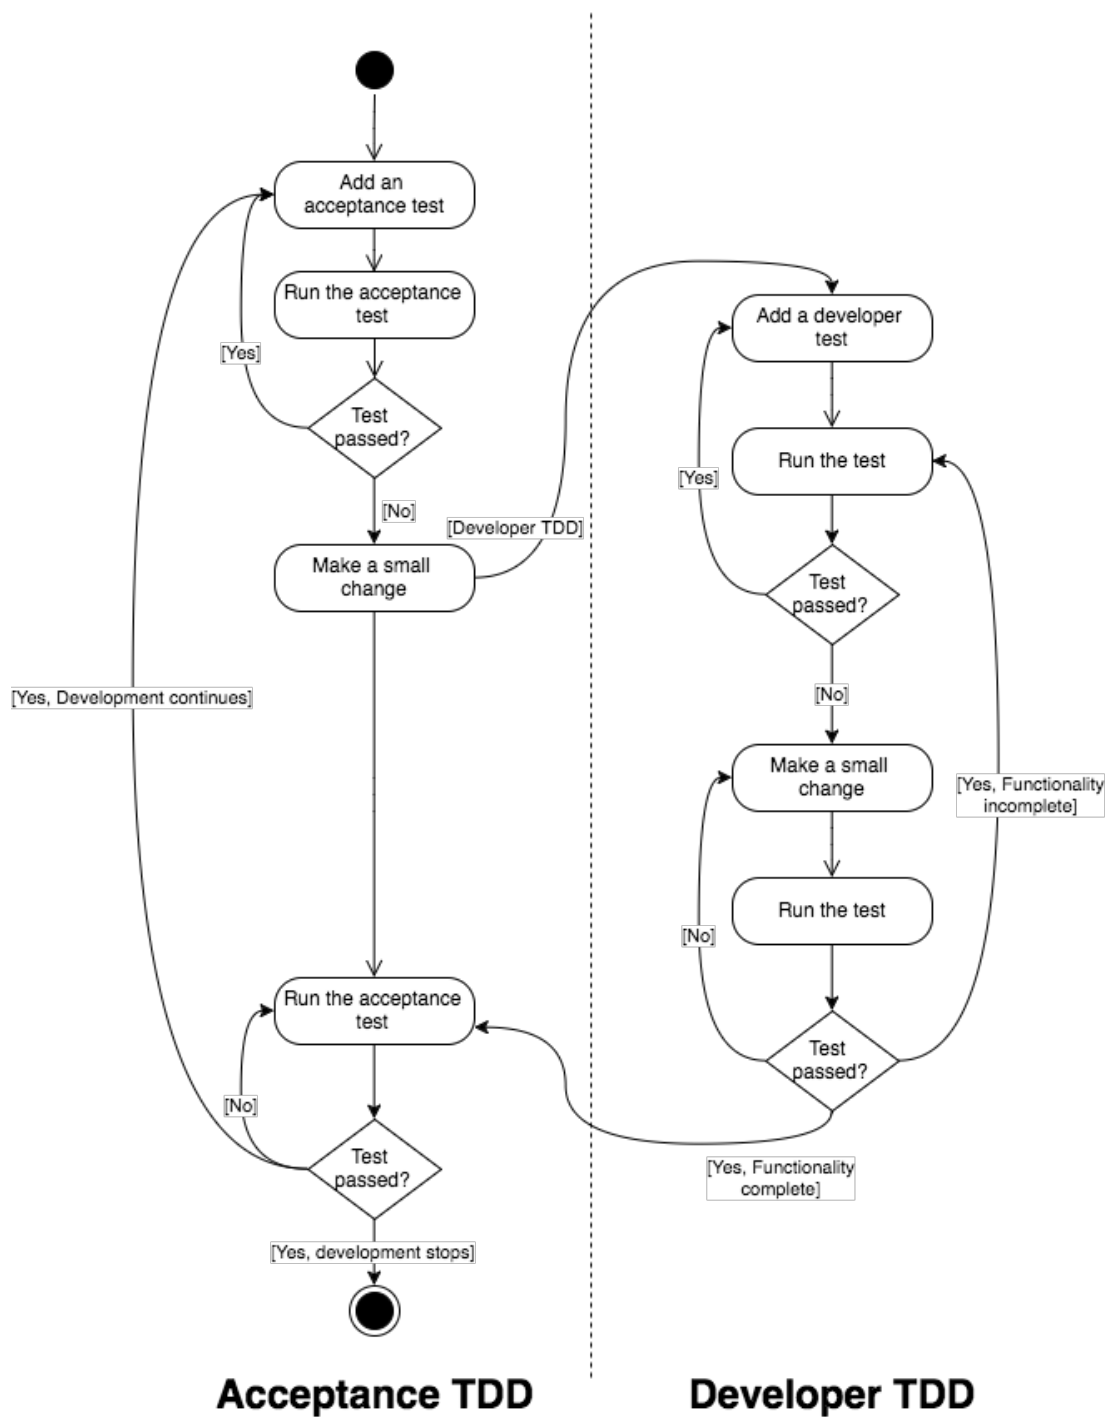 Add an
acceptance test
Run the acceptance
test
[Yes]
Test
passed?
[No]
[Developer TDD]
Make a small
change
[Yes, Development continues]
Run the acceptance
test
[No]
Test
passed?
[Yes, development stops]
Acceptance TDD
Add a developer
test
Run the test
[Yes]
Test
passed?
[No]
Make a small
change
[Yes, Functionality
incomplete]
Run the test
[No]
Test
passed?
[Yes, Functionality
complete]
Developer TDD